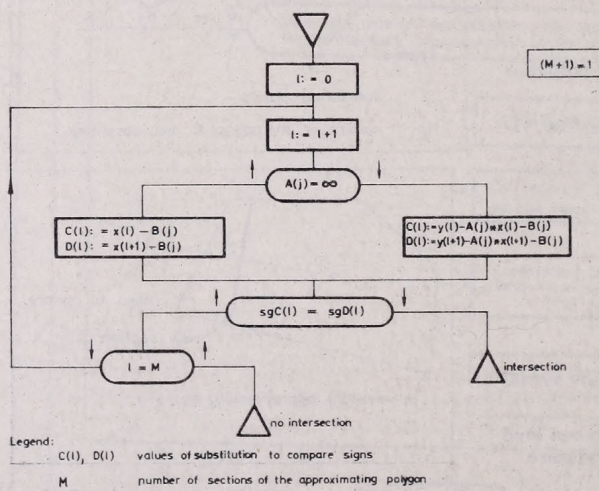 l: = 0
(M+1) = 1
l: = l+1
A(j) = ∞
C(l): = x(l) − B(j)
D(l): = x(l+1) − B(j)
C(l):=y(l)−A(j)*x(l)−B(j)
D(l):=y(l+1)−A(j)*x(l+1)−B(j)
sgC(l) = sgD(l)
l = M
intersection
no intersection
Legend:
C(l), D(l) values of substitution to compare signs
M number of sections of the approximating polygon